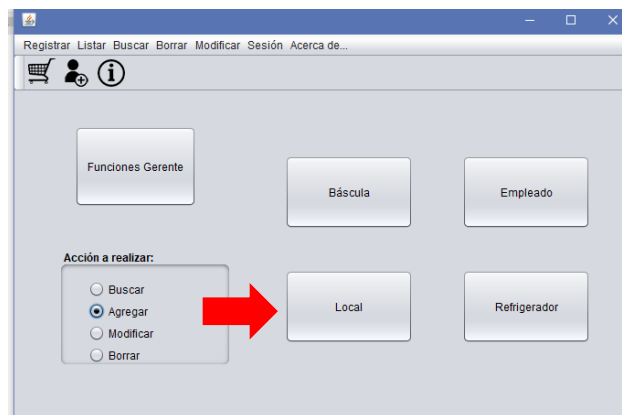 Registrar Listar Buscar Borrar Modificar Sesión Acerca de...
Funciones Gerente
Báscula
Empleado
Acción a realizar:
Buscar
Agregar
Modificar
Borrar
Local
Refrigerador